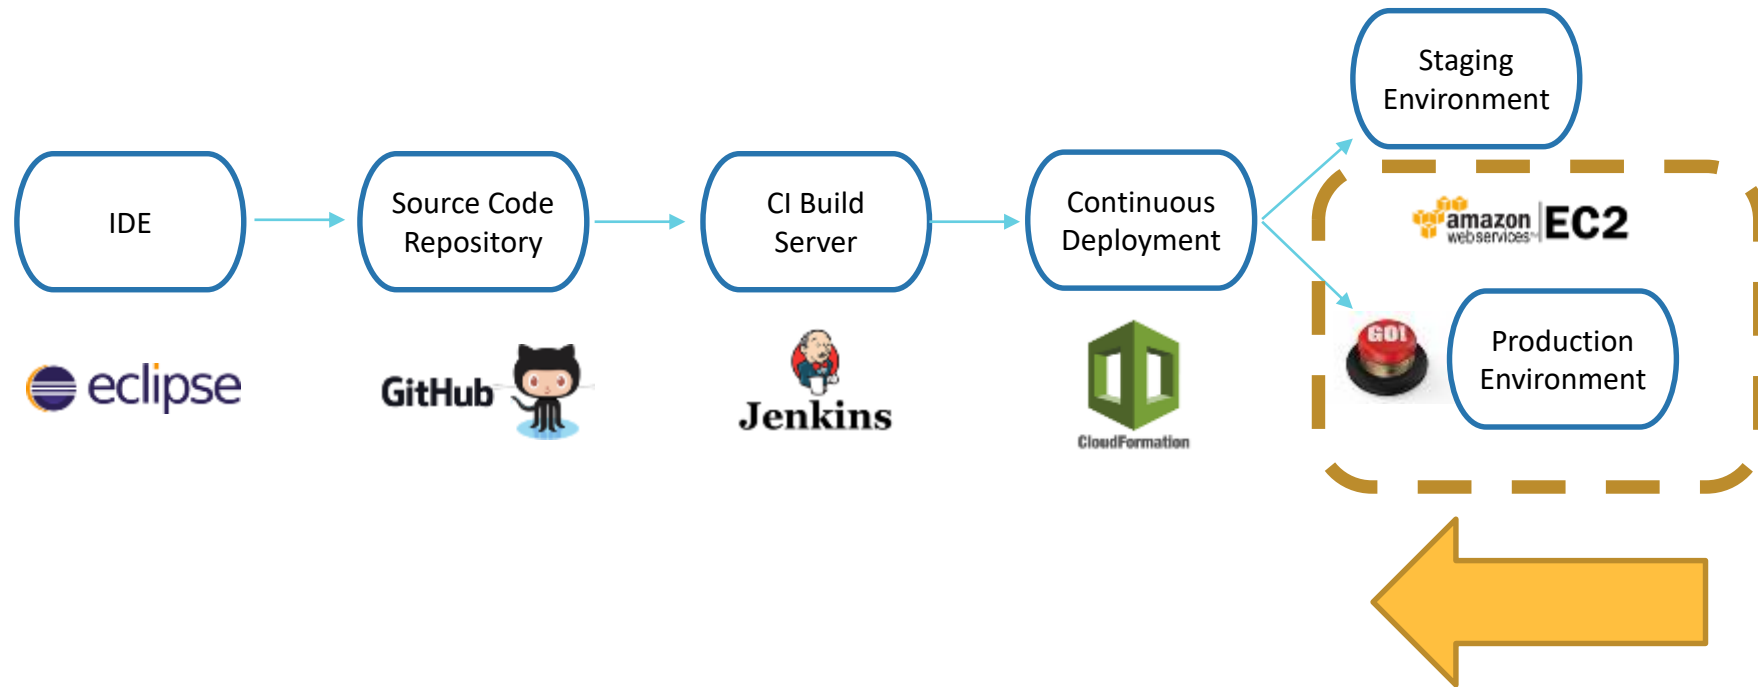 Staging
Environment
IDE
Source Code
Repository
CI Build
Server
Continuous
Deployment
amazon
webservices™
EC2
GO!
Production
Environment
eclipse
GitHub
Jenkins
CloudFormation